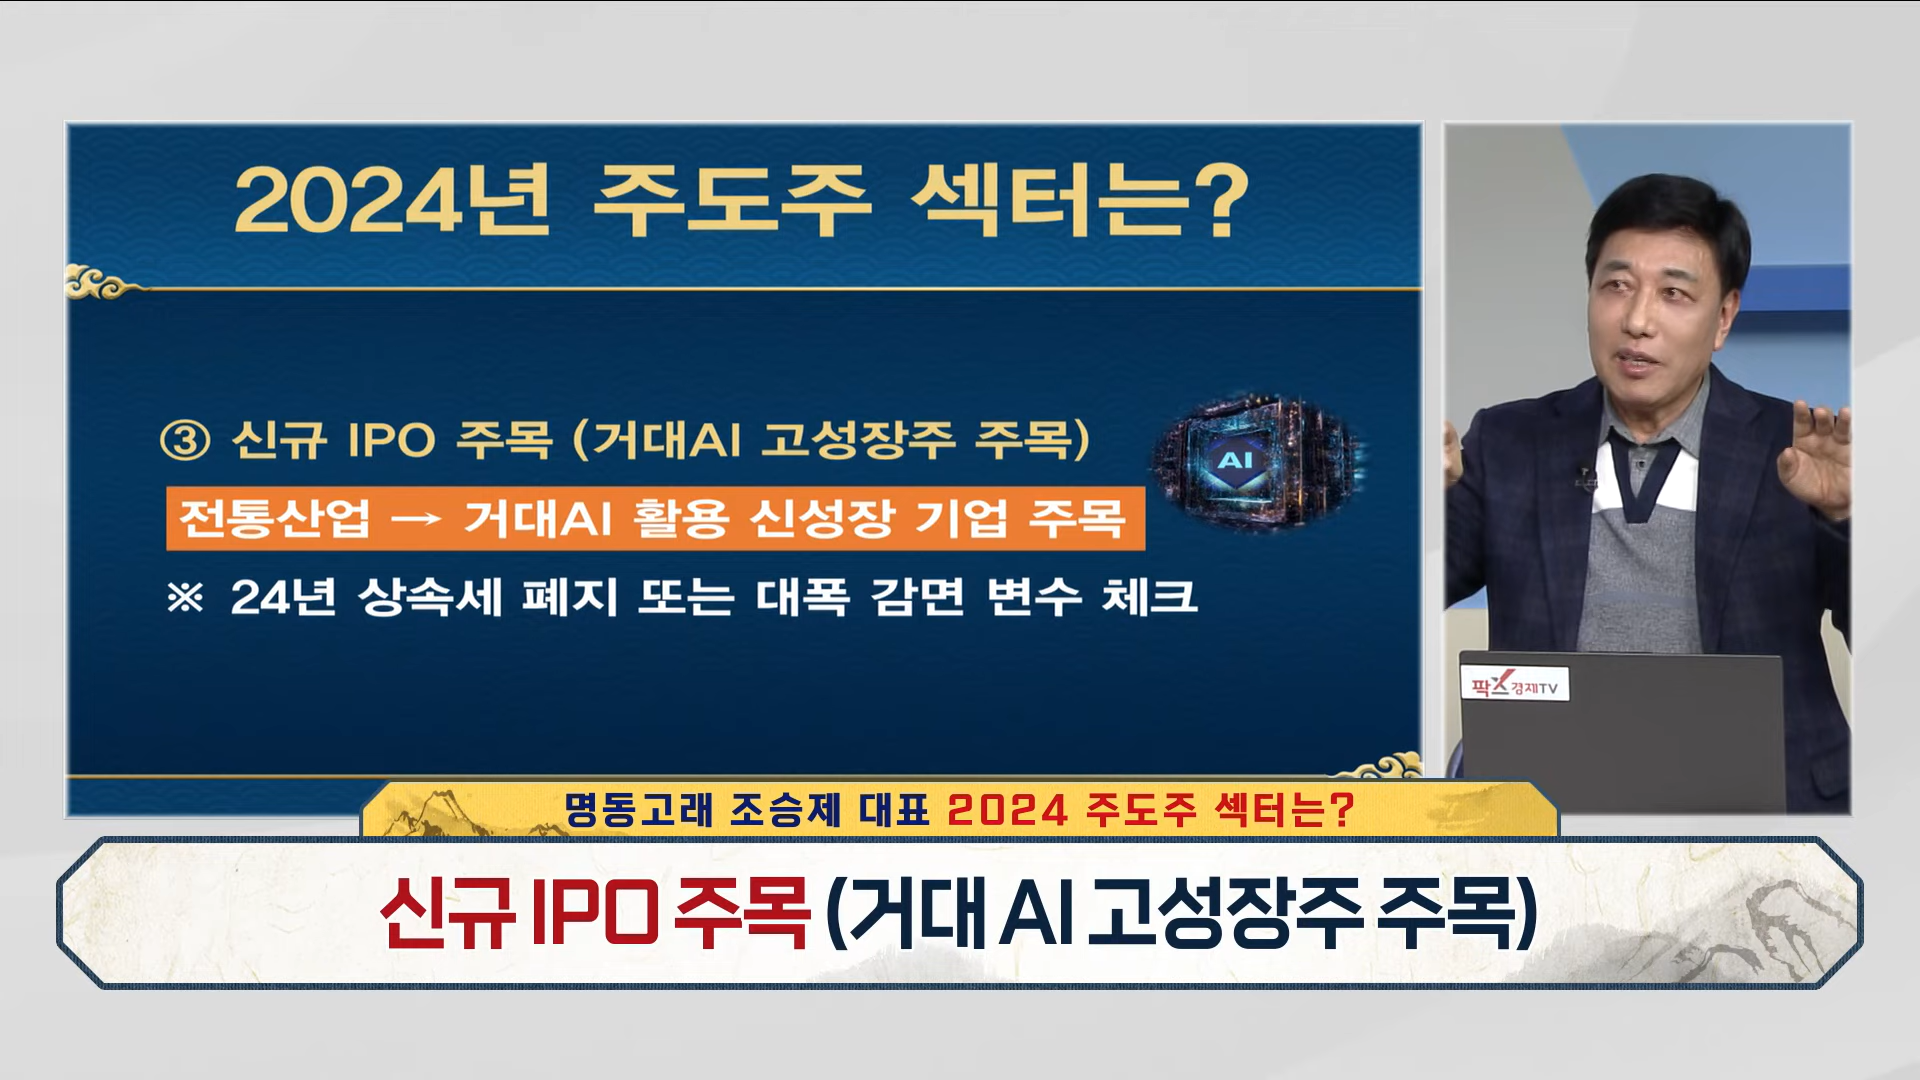 2024년 주도주 섹터는?
③ 신규 IPO 주목 (거대AI 고성장주 주목)
전통산업 → 거대AI 활용 신성장 기업 주목
※ 24년 상속세 폐지 또는 대폭 감면 변수 체크
AI
팍스경제TV
명동고래 조승제 대표 2024 주도주 섹터는?
신규 IPO 주목 (거대 AI 고성장주 주목)